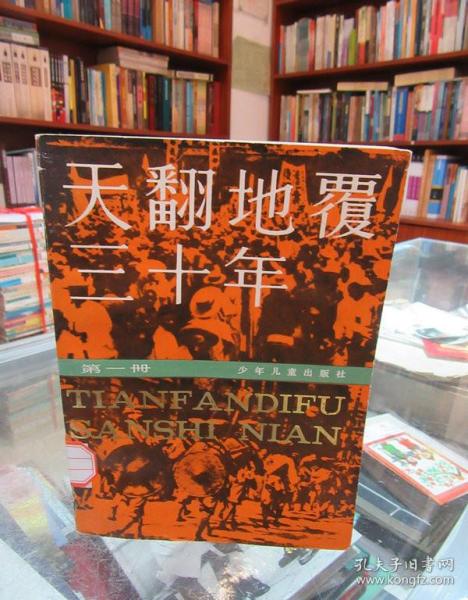 天翻地覆
三十年
第一册 少年儿童出版社
TIANFANDIFU
SANSHI NIAN
孔夫子旧书网
www.kongfz.com